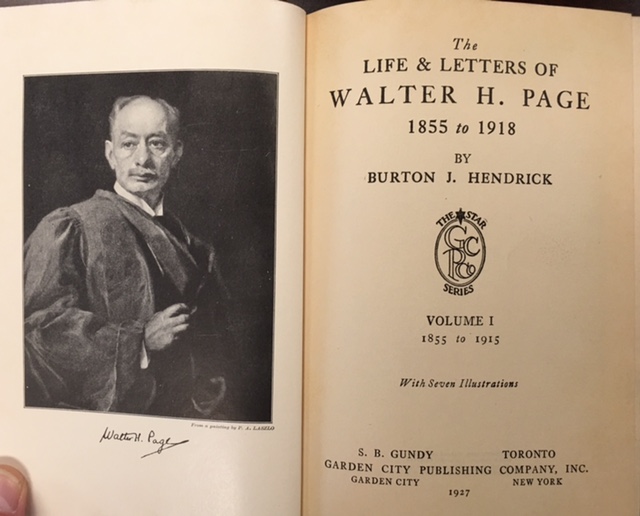 From a painting by P. A. LASZLO
Walter H. Page
The
LIFE & LETTERS OF
WALTER H. PAGE
1855 to 1918
BY
BURTON J. HENDRICK
THE STAR
G C
P Co
SERIES
VOLUME I
1855 to 1915
With Seven Illustrations
S. B. GUNDY TORONTO
GARDEN CITY PUBLISHING COMPANY, INC.
GARDEN CITY NEW YORK
1927